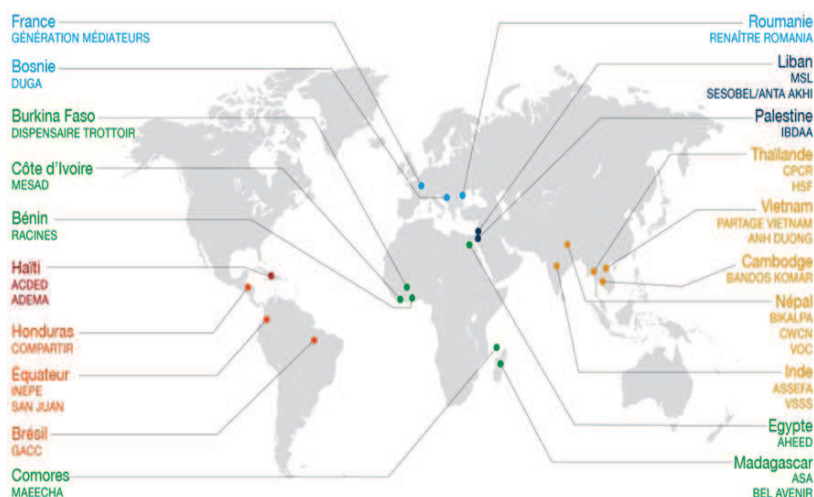 France
GÉNÉRATION MÉDIATEURS
Bosnie
DUGA
Burkina Faso
DISPENSAIRE TROTTOIR
Côte d'Ivoire
MESAD
Bénin
RACINES
Haïti
ACDED
ADEMA
Honduras
COMPARTIR
Équateur
INEPE
SAN JUAN
Brésil
GACC
Comores
MAEECHA
Roumanie
RENAÎTRE ROMANIA
Liban
MSL
SESOBEL/ANTA AKHI
Palestine
IBDAA
Thaïlande
CPCR
HSF
Vietnam
PARTAGE VIETNAM
ANH DUONG
Cambodge
BANDOS KOMAR
Népal
BIKALPA
CWCN
VOC
Inde
ASSEFA
VSSS
Egypte
AHEED
Madagascar
ASA
BEL AVENIR